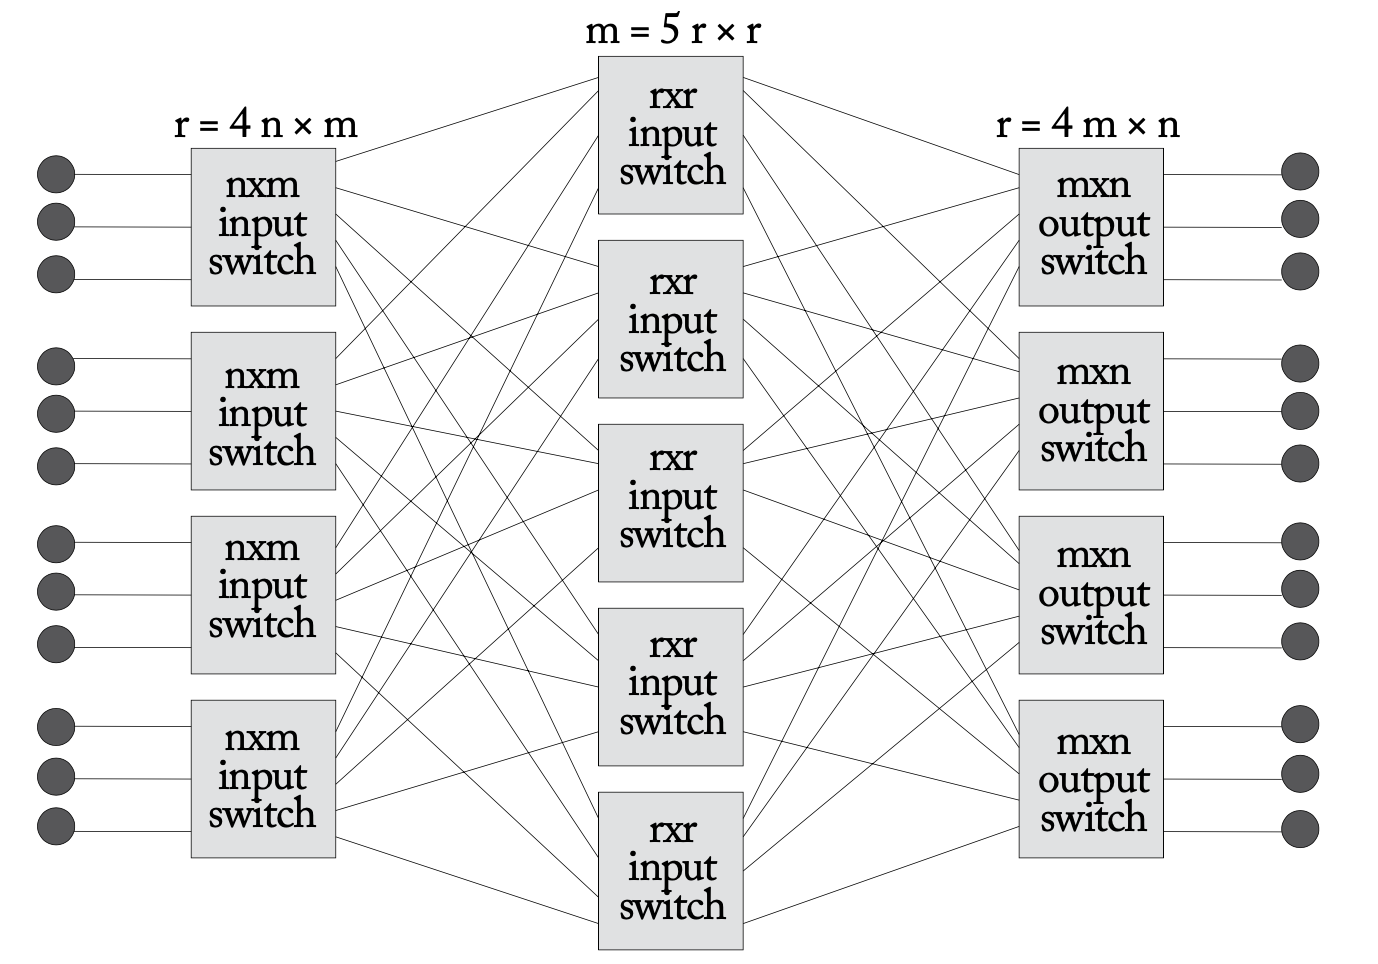 m = 5 r × r
r = 4 n × m
r = 4 m × n
nxm
input
switch
nxm
input
switch
nxm
input
switch
nxm
input
switch
rxr
input
switch
rxr
input
switch
rxr
input
switch
rxr
input
switch
rxr
input
switch
mxn
output
switch
mxn
output
switch
mxn
output
switch
mxn
output
switch